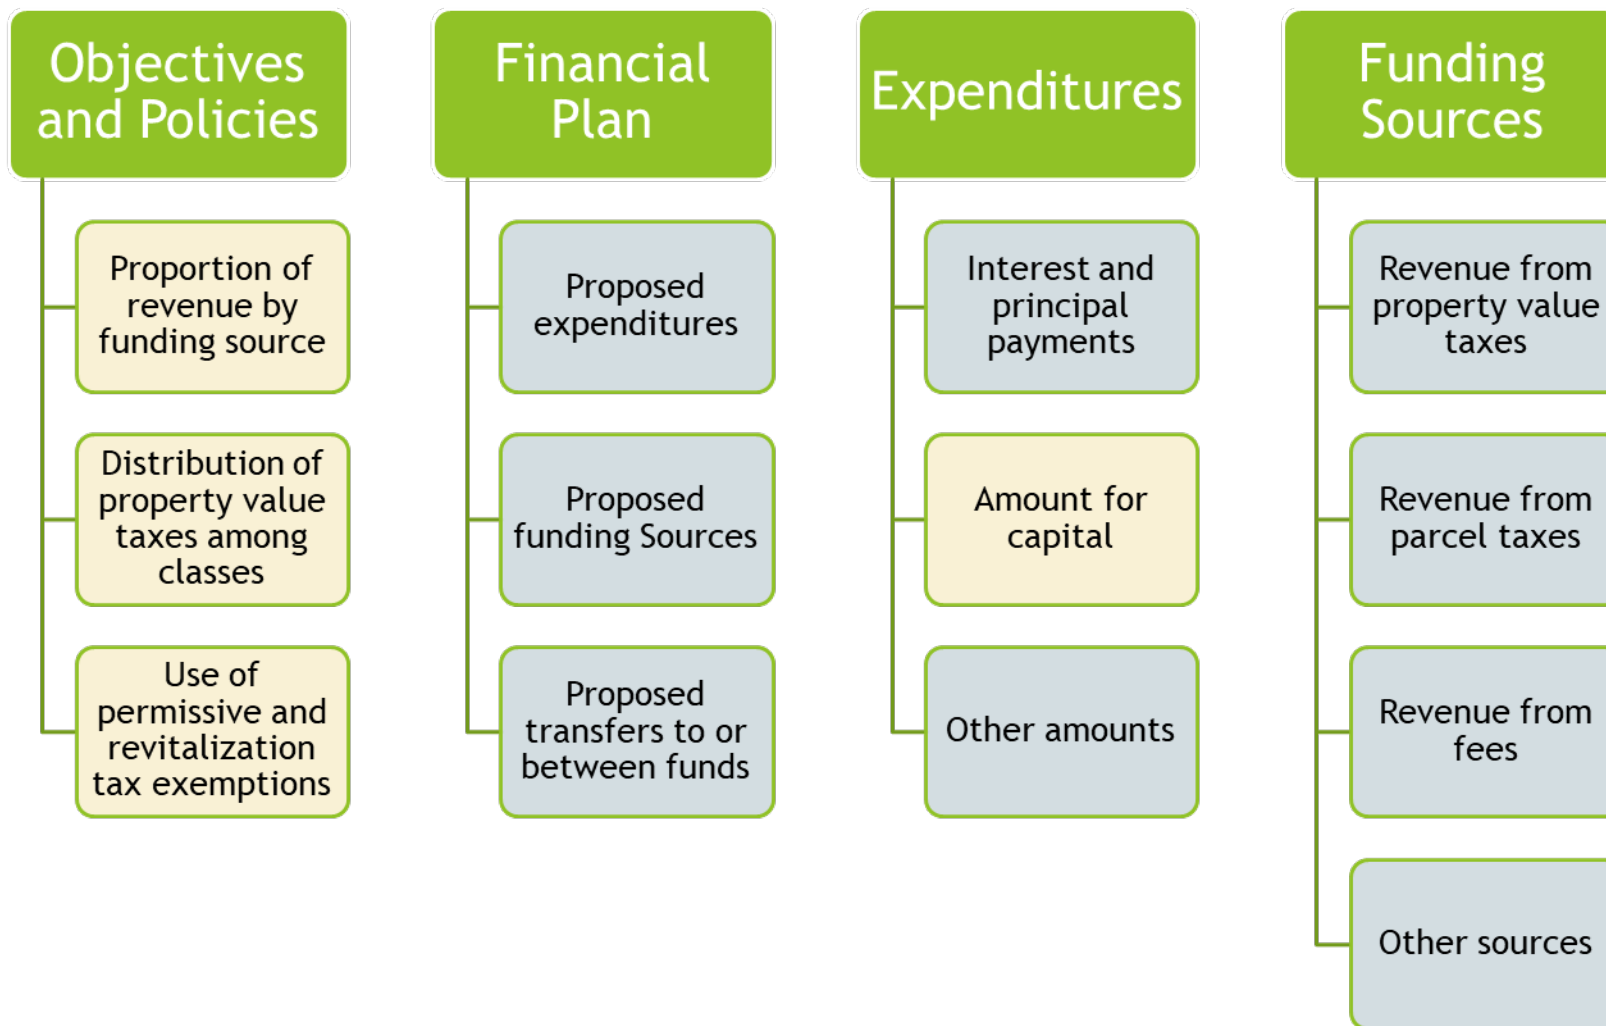 Objectives
and Policies
Proportion of
revenue by
funding source
Distribution of
property value
taxes among
classes
Use of
permissive and
revitalization
tax exemptions
Financial
Plan
Proposed
expenditures
Proposed
funding Sources
Proposed
transfers to or
between funds
Expenditures
Interest and
principal
payments
Amount for
capital
Other amounts
Funding
Sources
Revenue from
property value
taxes
Revenue from
parcel taxes
Revenue from
fees
Other sources